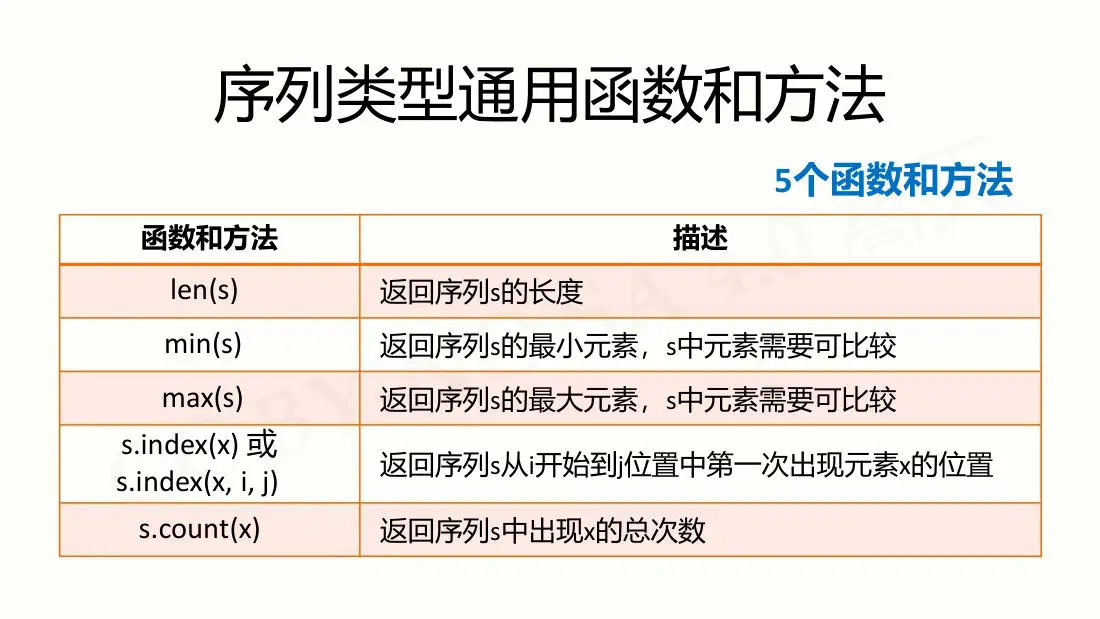 序列类型通用函数和方法
5个函数和方法
函数和方法 描述
len(s) 返回序列s的长度
min(s) 返回序列s的最小元素，s中元素需要可比较
max(s) 返回序列s的最大元素，s中元素需要可比较
s.index(x) 或
s.index(x, i, j) 返回序列s从i开始到j位置中第一次出现元素x的位置
s.count(x) 返回序列s中出现x的总次数